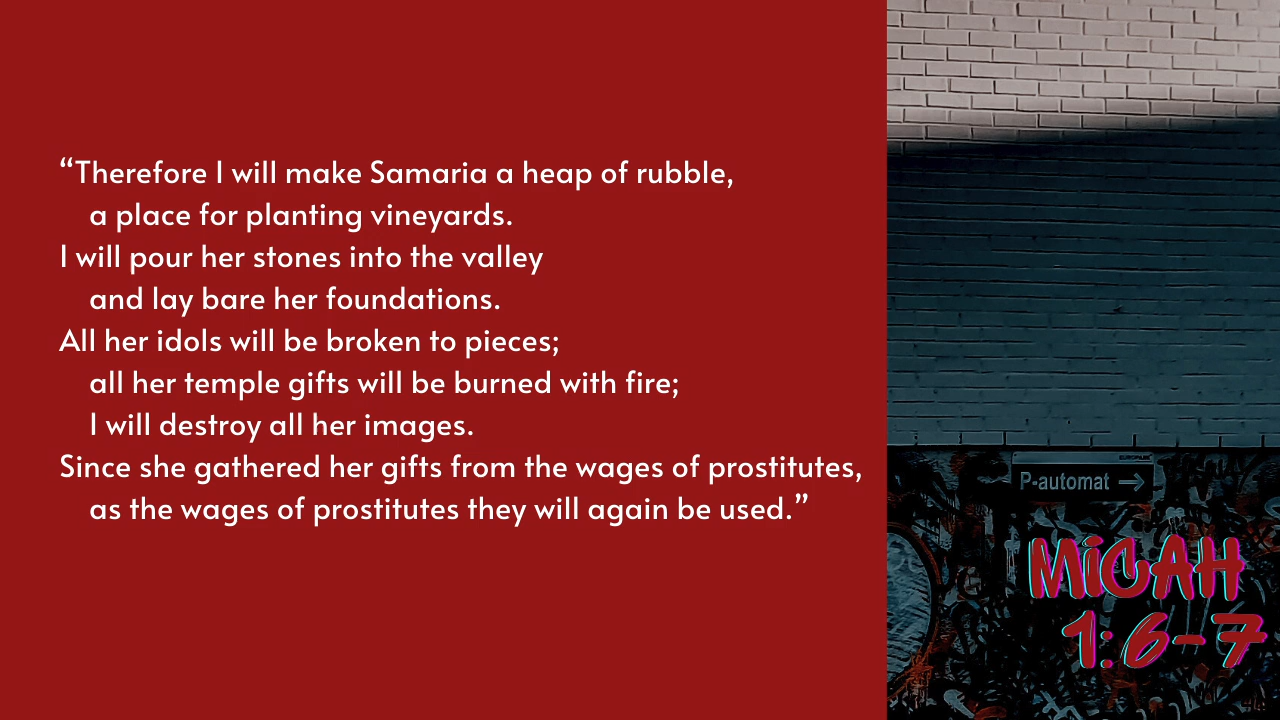 “Therefore I will make Samaria a heap of rubble,
a place for planting vineyards.
I will pour her stones into the valley
and lay bare her foundations.
All her idols will be broken to pieces;
all her temple gifts will be burned with fire;
I will destroy all her images.
Since she gathered her gifts from the wages of prostitutes,
as the wages of prostitutes they will again be used.”
EUROPARK
P-automat →
MiCAH
1:6-7